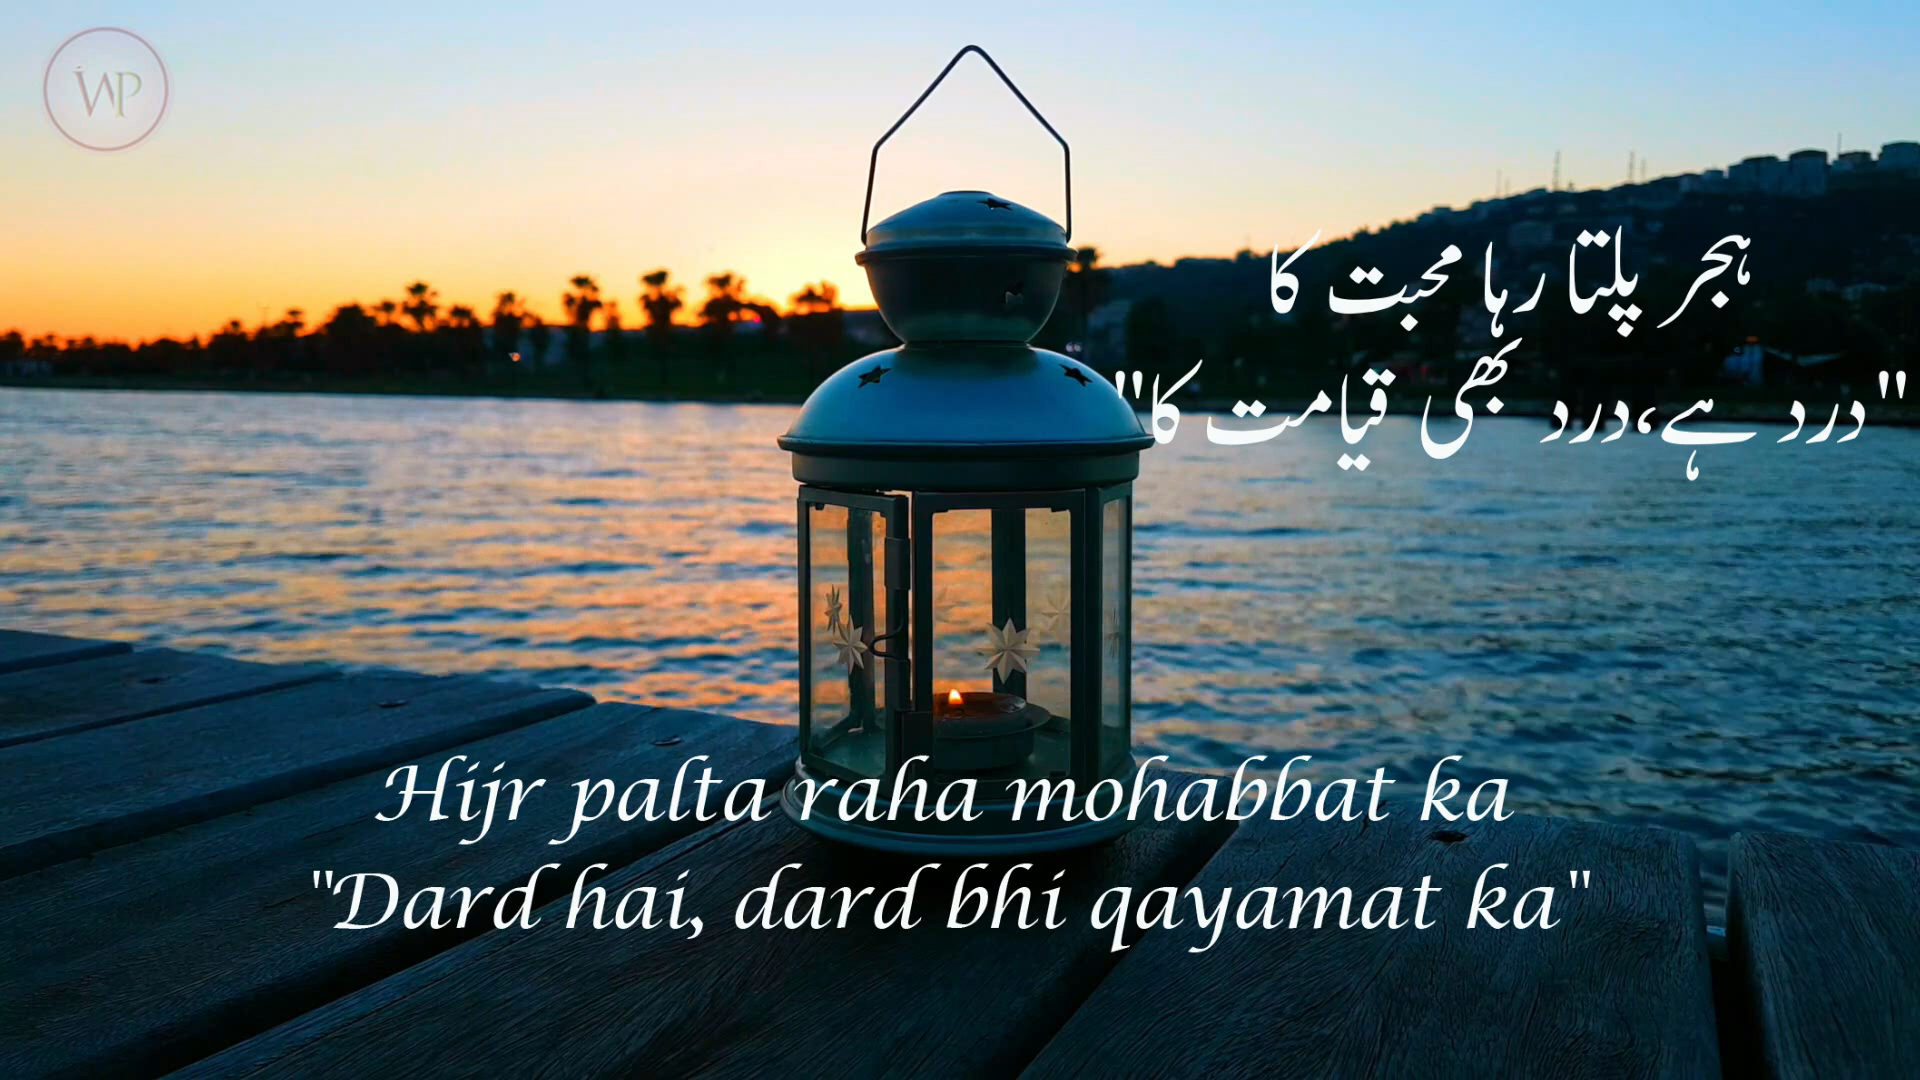 WP
ہجر پلتا رہا محبت کا
"درد ہے،درد بھی قیامت کا"
Hijr palta raha mohabbat ka
"Dard hai, dard bhi qayamat ka"